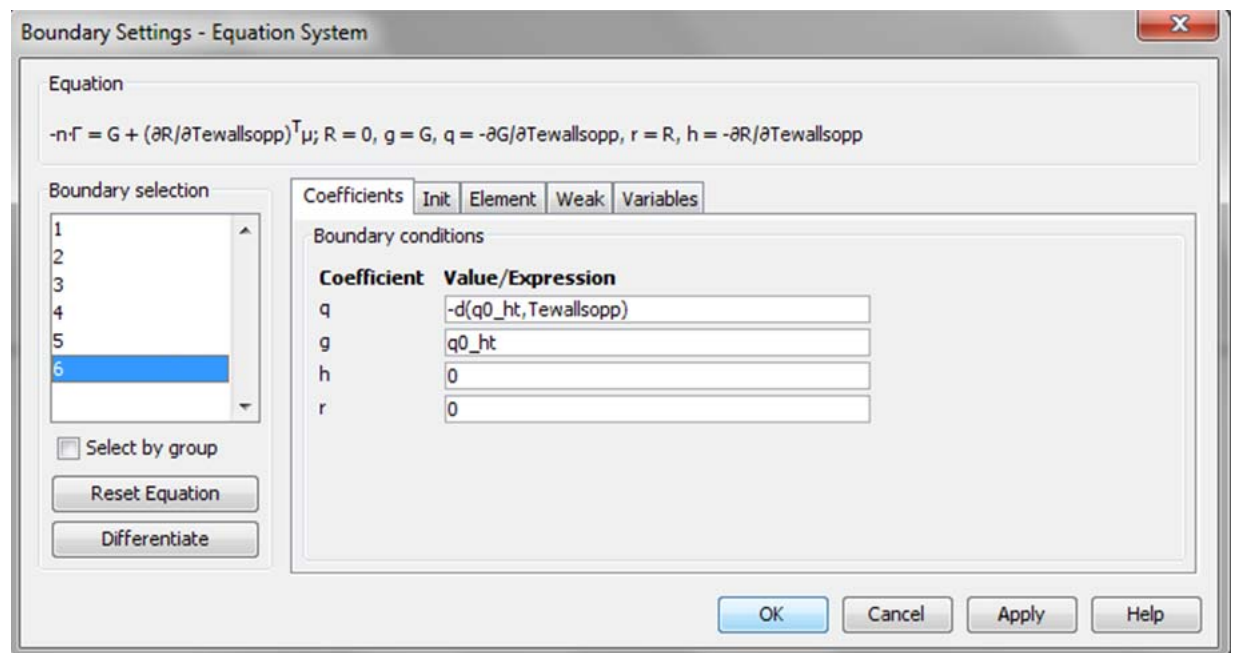 Boundary Settings - Equation System
x
Equation
-n·Γ = G + (∂R/∂Tewallsopp)ᵀμ; R = 0, g = G, q = -∂G/∂Tewallsopp, r = R, h = -∂R/∂Tewallsopp
Boundary selection
1
2
3
4
5
6
Select by group
Reset Equation
Differentiate
Coefficients Init Element Weak Variables
Boundary conditions
Coefficient Value/Expression
q -d(q0_ht,Tewallsopp)
g q0_ht
h 0
r 0
OK Cancel Apply Help